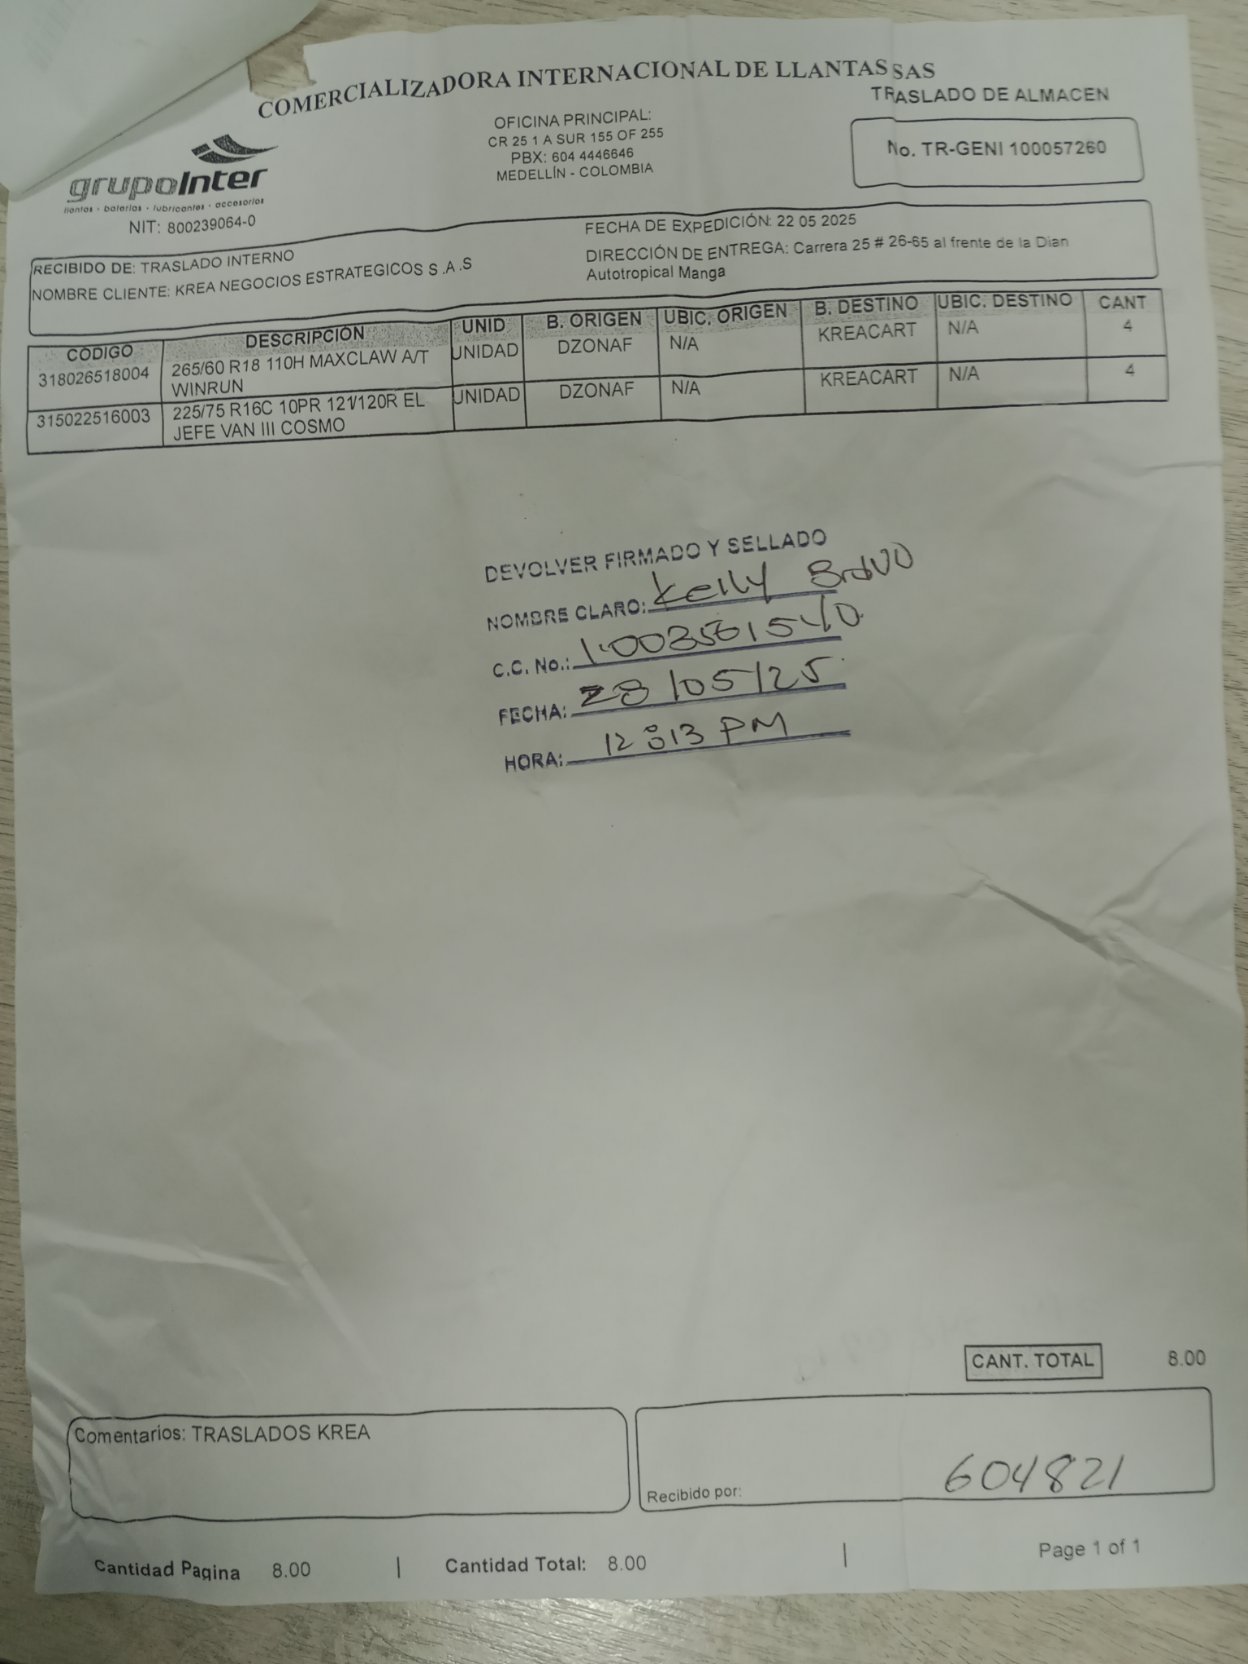 COMERCIALIZADORA INTERNACIONAL DE LLANTAS SAS
TRASLADO DE ALMACEN
OFICINA PRINCIPAL:
CR 25 1 A SUR 155 OF 255
PBX: 604 4446646
MEDELLÍN - COLOMBIA
No. TR-GENI 100057260
grupoInter
llantas - baterías - lubricantes - accesorios
NIT: 800239064-0
RECIBIDO DE: TRASLADO INTERNO
NOMBRE CLIENTE: KREA NEGOCIOS ESTRATEGICOS S .A .S
FECHA DE EXPEDICIÓN: 22 05 2025
DIRECCIÓN DE ENTREGA: Carrera 25 # 26-65 al frente de la Dian
Autotropical Manga
CODIGO DESCRIPCIÓN UNID B. ORIGEN UBIC. ORIGEN B. DESTINO UBIC. DESTINO CANT
318026518004 265/60 R18 110H MAXCLAW A/T UNIDAD DZONAF N/A KREACART N/A 4
WINRUN
315022516003 225/75 R16C 10PR 121/120R EL UNIDAD DZONAF N/A KREACART N/A 4
JEFE VAN III COSMO
DEVOLVER FIRMADO Y SELLADO
NOMBRE CLARO: Kelly Bravo
C.C. No.: 1.003561540
FECHA: 28/05/25
HORA: 12:13 PM
CANT. TOTAL 8.00
Comentarios: TRASLADOS KREA
Recibido por: 604821
Cantidad Pagina 8.00 | Cantidad Total: 8.00 | Page 1 of 1